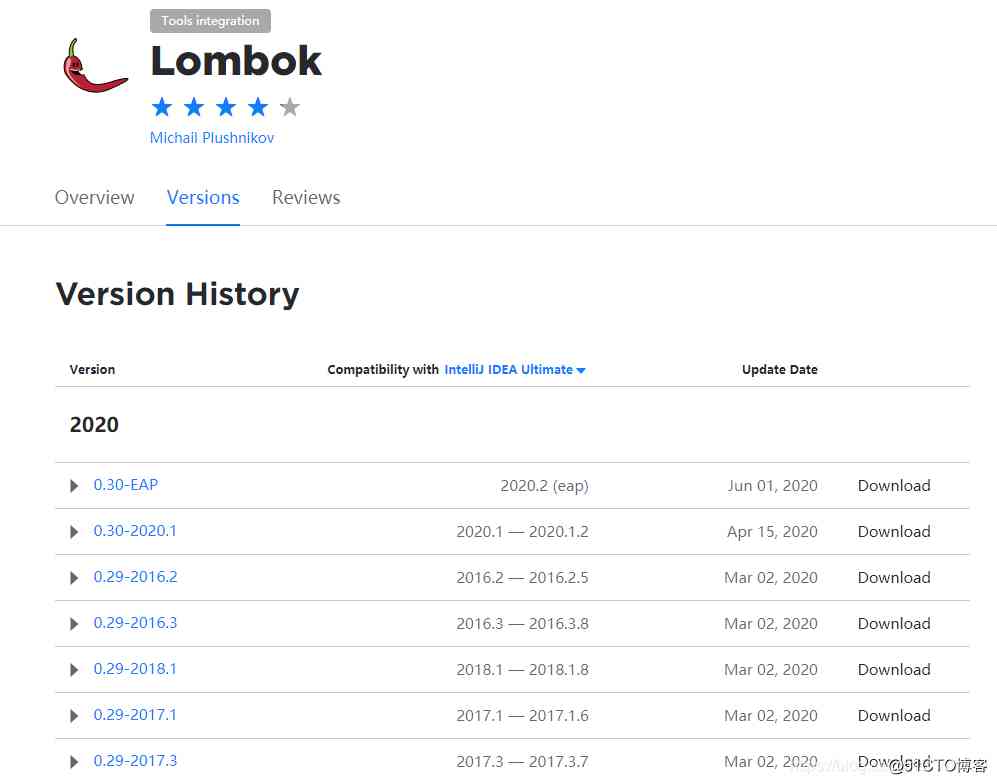 Tools integration
Lombok
Michail Plushnikov
Overview Versions Reviews
Version History
Version Compatibility with IntelliJ IDEA Ultimate Update Date
2020
0.30-EAP 2020.2 (eap) Jun 01, 2020 Download
0.30-2020.1 2020.1 — 2020.1.2 Apr 15, 2020 Download
0.29-2016.2 2016.2 — 2016.2.5 Mar 02, 2020 Download
0.29-2016.3 2016.3 — 2016.3.8 Mar 02, 2020 Download
0.29-2018.1 2018.1 — 2018.1.8 Mar 02, 2020 Download
0.29-2017.1 2017.1 — 2017.1.6 Mar 02, 2020 Download
0.29-2017.3 2017.3 — 2017.3.7 Mar 02, 2020 Download
@51CTO博客